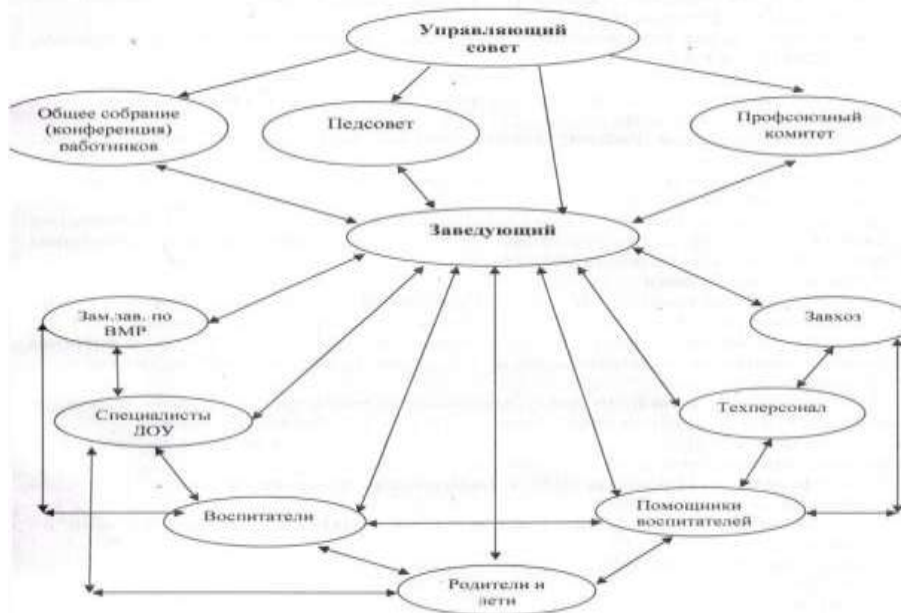 Управляющий
совет
Общее собрание
(конференция)
работников
Педсовет
Профсоюзный
комитет
Заведующий
Зам.зав. по
ВМР
Завхоз
Специалисты
ДОУ
Техперсонал
Воспитатели
Помощники
воспитателей
Родители и
дети